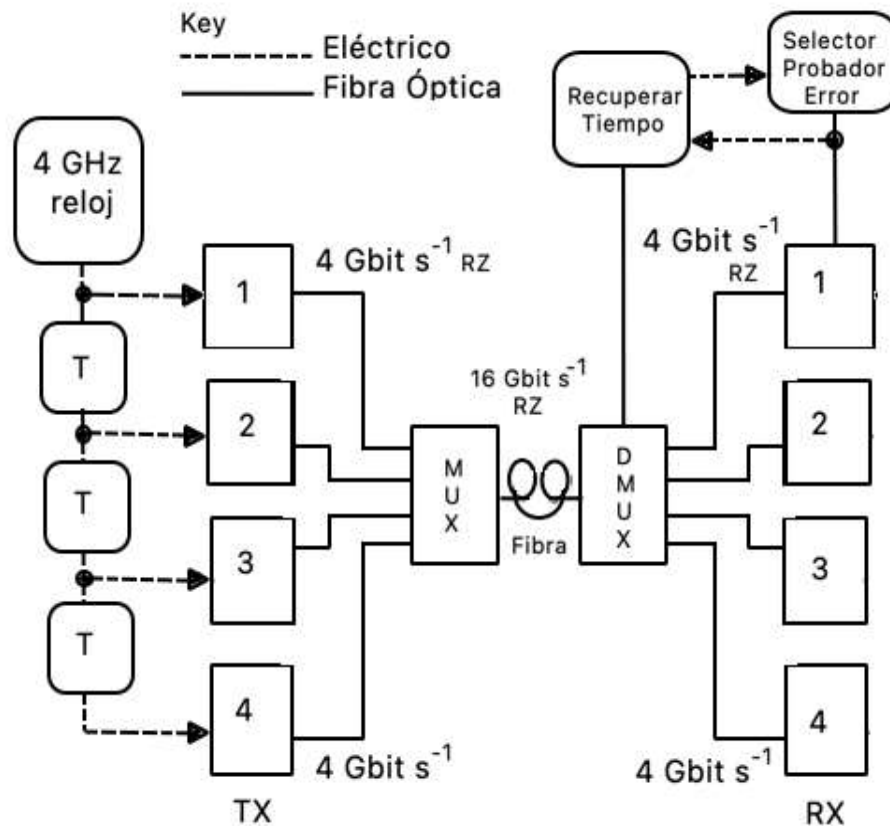 Key
Eléctrico
Fibra Óptica
Selector
Probador
Error
Recuperar
Tiempo
4 GHz
reloj
4 Gbit s⁻¹ RZ
4 Gbit s⁻¹
RZ
1
1
T
16 Gbit s⁻¹
RZ
2
2
MUX
DMUX
T
Fibra
3
3
T
4
4
4 Gbit s⁻¹
4 Gbit s⁻¹
TX
RX